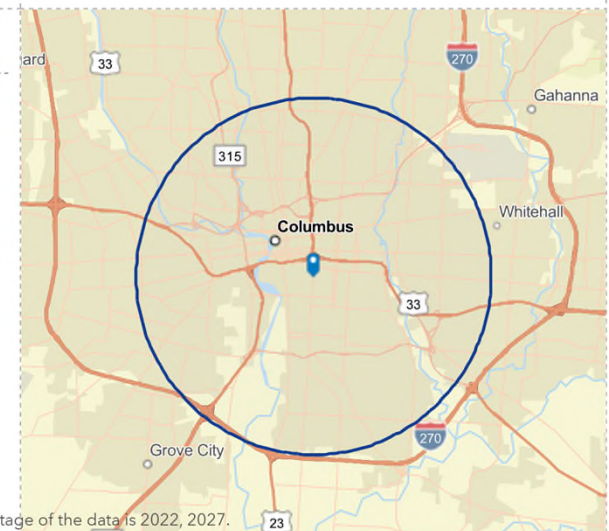 ard
33
270
Gahanna
315
Whitehall
Columbus
33
270
Grove City
tage of the data is 2022, 2027.
23